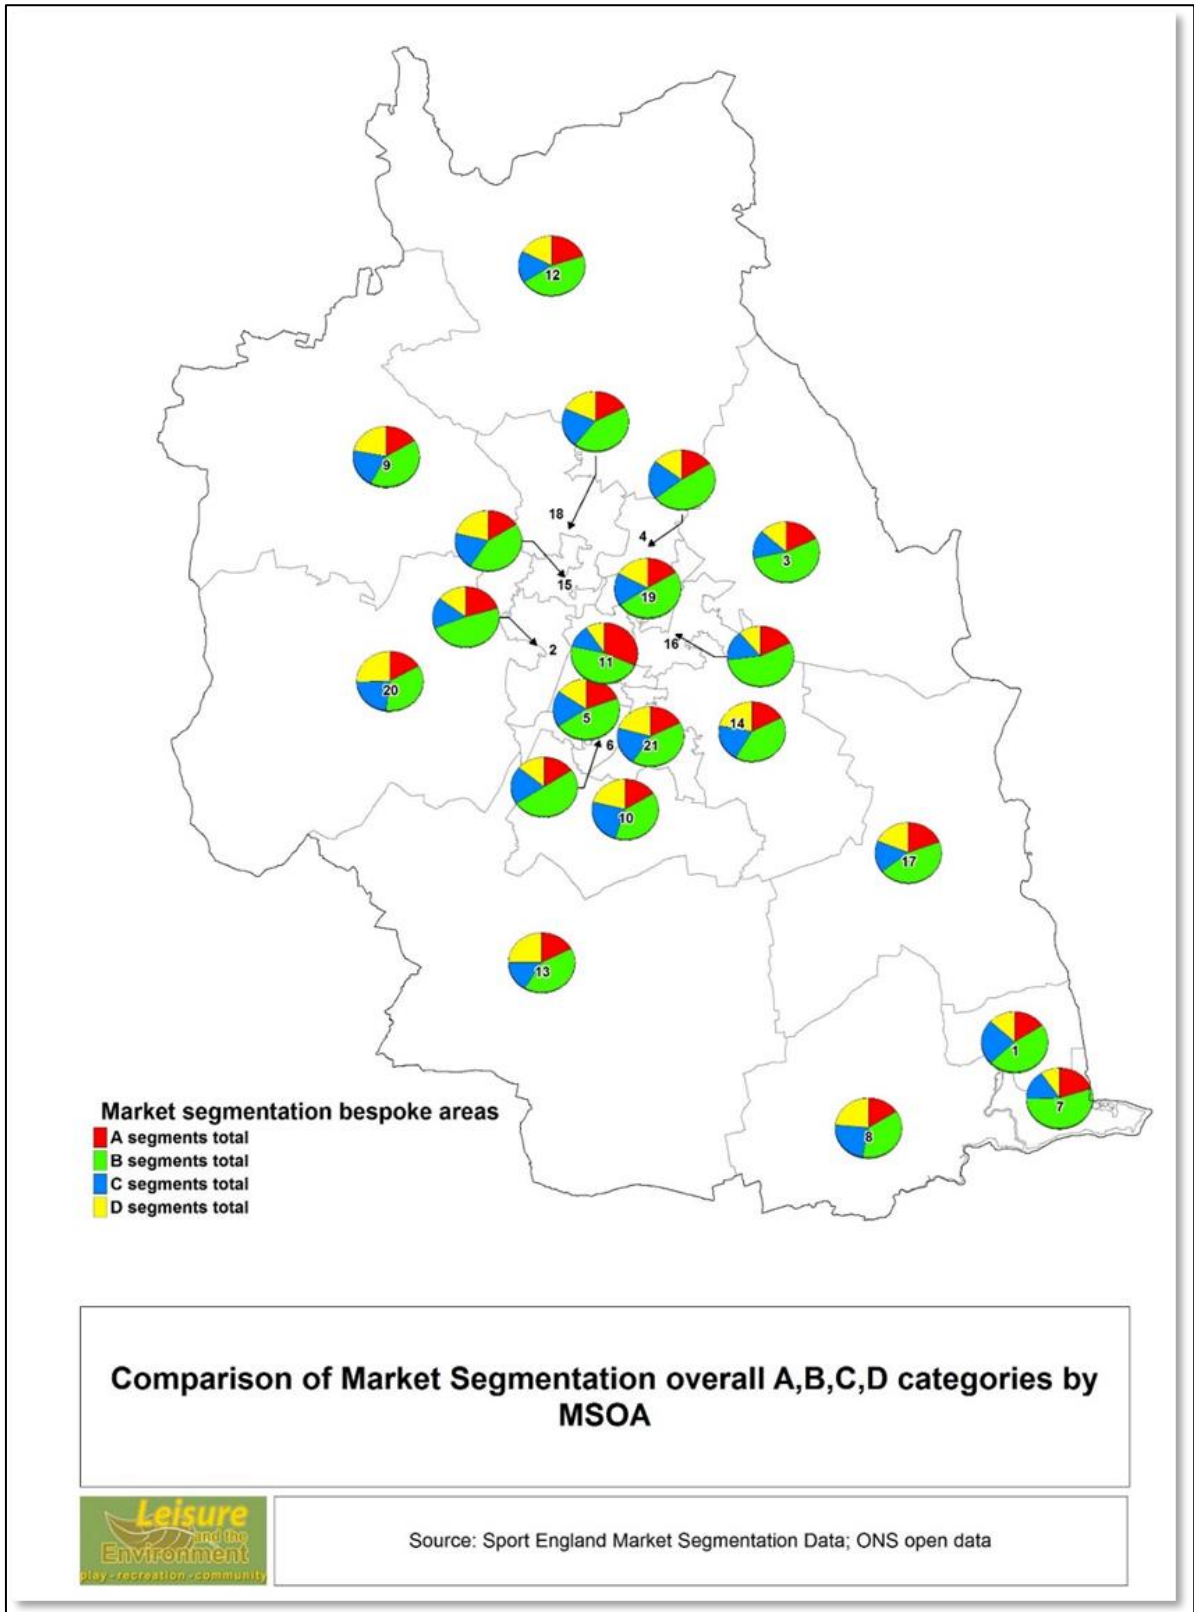 12
9
18
4
3
15
19
2
16
11
20
5
14
6
21
10
17
13
1
7
8
Market segmentation bespoke areas
A segments total
B segments total
C segments total
D segments total
Comparison of Market Segmentation overall A,B,C,D categories by
MSOA
Leisure
and the
Environment
play - recreation - community
Source: Sport England Market Segmentation Data; ONS open data